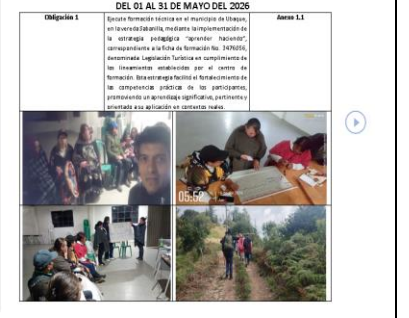 DEL 01 AL 31 DE MAYO DEL 2026
Obligación 1
Ejecute formación técnica en el municipio de Ubaque,
en la vereda Sabanilla, mediante la implementación de
la estrategia pedagógica "aprender haciendo",
correspondiente a la ficha de formación No. 3476056,
denominada Legislación Turística en cumplimiento de
los lineamientos establecidos por el centro de
formación. Esta estrategia facilitó el fortalecimiento de
las competencias prácticas de los participantes,
promoviendo un aprendizaje significativo, pertinente y
orientado a su aplicación en contextos reales.
Anexo 1.1
05:52